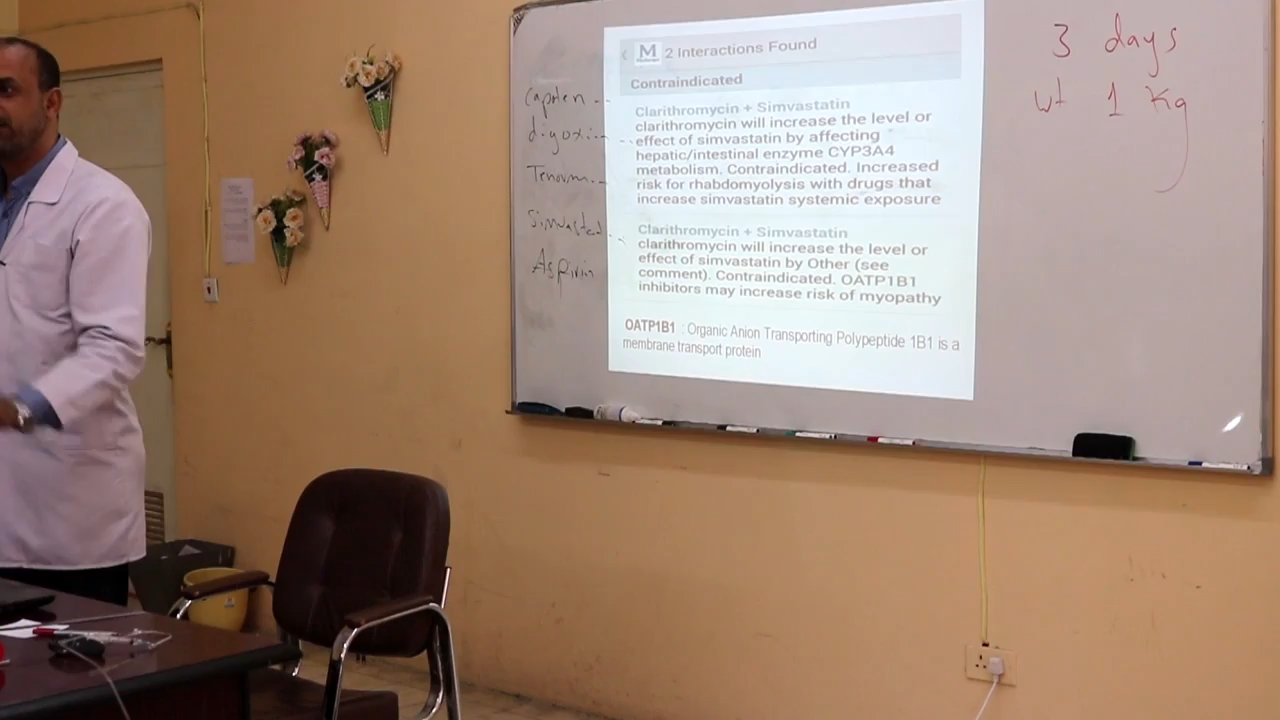 Capoten
digoxin
Tenormin
Simvastat
Aspirin
M
2 Interactions Found
Contraindicated
Clarithromycin + Simvastatin
clarithromycin will increase the level or
effect of simvastatin by affecting
hepatic/intestinal enzyme CYP3A4
metabolism. Contraindicated. Increased
risk for rhabdomyolysis with drugs that
increase simvastatin systemic exposure
Clarithromycin + Simvastatin
clarithromycin will increase the level or
effect of simvastatin by Other (see
comment). Contraindicated. OATP1B1
inhibitors may increase risk of myopathy
OATP1B1 : Organic Anion Transporting Polypeptide 1B1 is a
membrane transport protein
3 days
wt 1 Kg